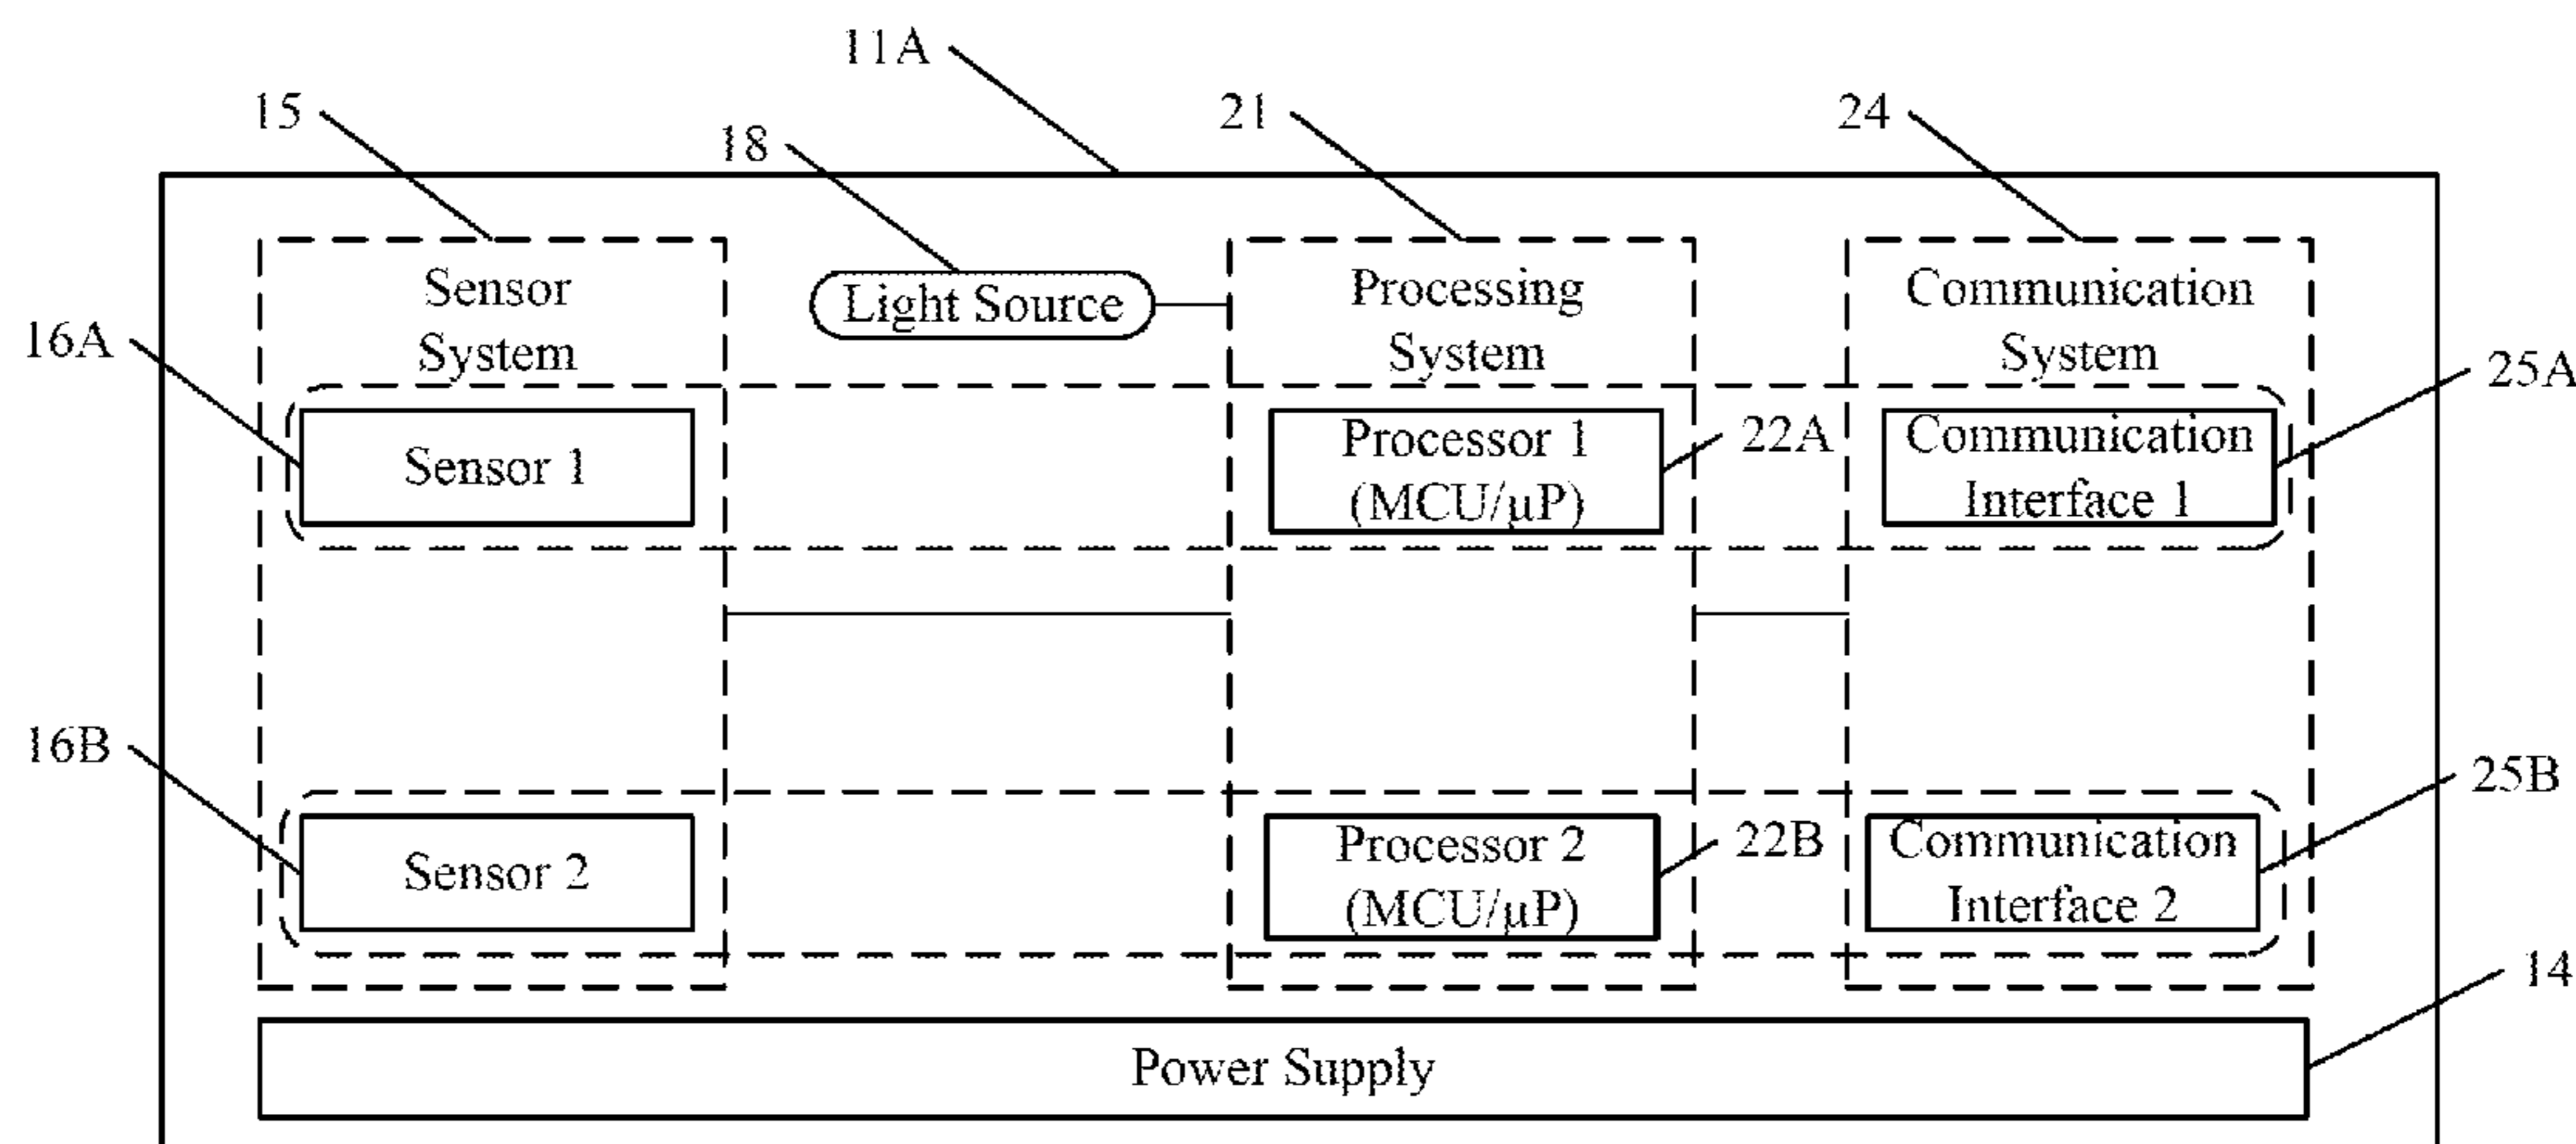 11A
15
18
21
24
Sensor
System
Light Source
Processing
System
Communication
System
16A
25A
Sensor 1
Processor 1
(MCU/µP)
22A
Communication
Interface 1
16B
25B
Sensor 2
Processor 2
(MCU/µP)
22B
Communication
Interface 2
14
Power Supply